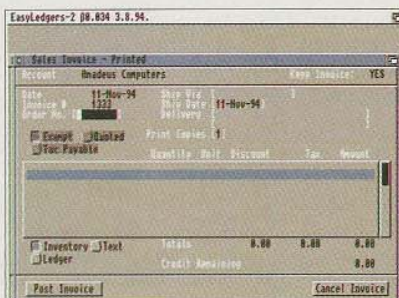 EasyLedgers-2 β0.034 3.8.94.
Sales Invoice - Printed
Account Amadeus Computers Keep Invoice: YES
Date 11-Nov-94 Ship Via [ ]
Invoice # 1333 Ship Date [11-Nov-94]
Order No. [ ] Delivery [ ]
[ ]
Exempt Quoted Print Copies [1]
Tax Payable
Quantity Unit Discount Tax Amount
Inventory Text Totals 0.00 0.00 0.00
Ledger
Credit Remaining 0.00
Post Invoice Cancel Invoice